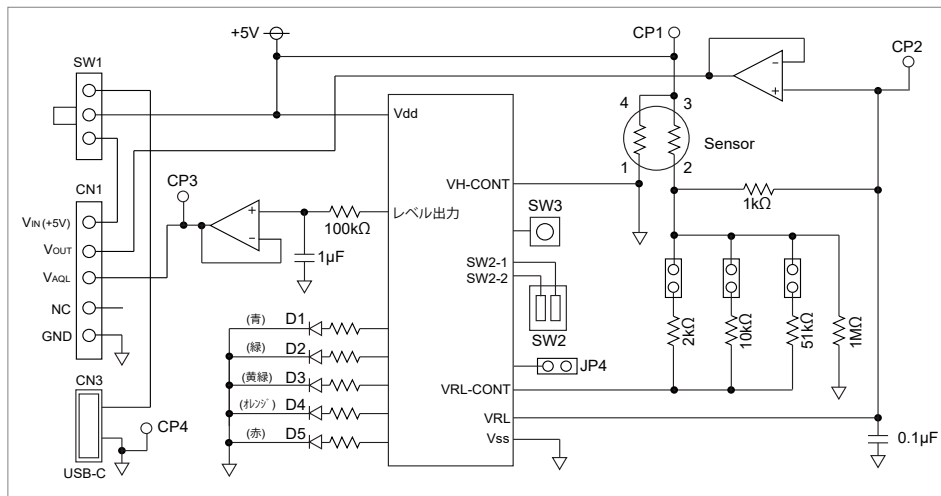 +5V
CP1
CP2
SW1
Vdd
4
3
Sensor
1
2
CN1
CP3
VH-CONT
1kΩ
VIN (+5V)
レベル出力
SW3
100kΩ
VOUT
1µF
SW2-1
VAQL
SW2-2
NC
SW2
GND
2kΩ
10kΩ
51kΩ
1MΩ
(青)
D1
(緑)
D2
(黄緑)
D3
JP4
(オレンジ)
D4
VRL-CONT
CN3
CP4
VRL
(赤)
D5
Vss
0.1µF
USB-C